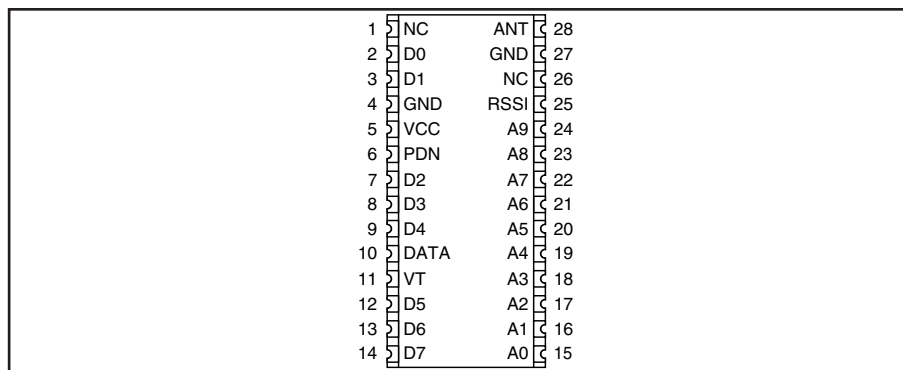 1 NC ANT 28
2 D0 GND 27
3 D1 NC 26
4 GND RSSI 25
5 VCC A9 24
6 PDN A8 23
7 D2 A7 22
8 D3 A6 21
9 D4 A5 20
10 DATA A4 19
11 VT A3 18
12 D5 A2 17
13 D6 A1 16
14 D7 A0 15